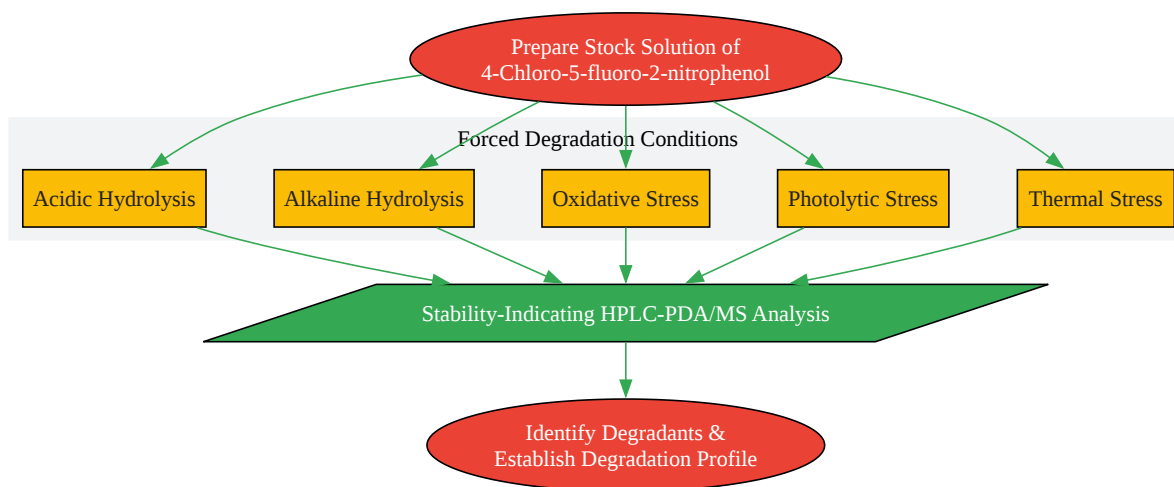 Prepare Stock Solution of
4-Chloro-5-fluoro-2-nitrophenol
Forced Degradation Conditions
Acidic Hydrolysis
Alkaline Hydrolysis
Oxidative Stress
Photolytic Stress
Thermal Stress
Stability-Indicating HPLC-PDA/MS Analysis
Identify Degradants &
Establish Degradation Profile